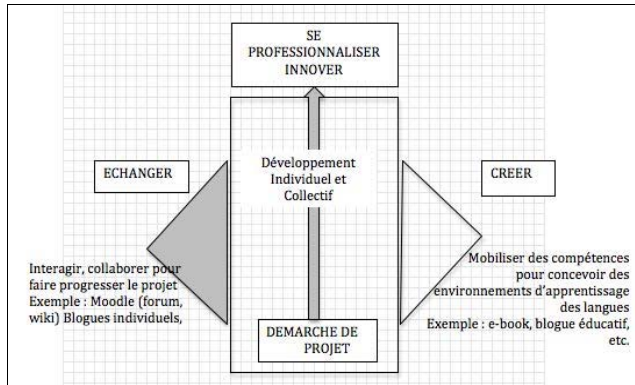 SE
PROFESSIONNALISER
INNOVER
ECHANGER
Développement
Individuel et
Collectif
CREER
Interagir, collaborer pour
faire progresser le projet
Exemple : Moodle (forum,
wiki) Blogues individuels,
Mobiliser des compétences
pour concevoir des
environnements d'apprentissage
des langues
Exemple : e-book, blogue éducatif,
etc.
DEMARCHE DE
PROJET